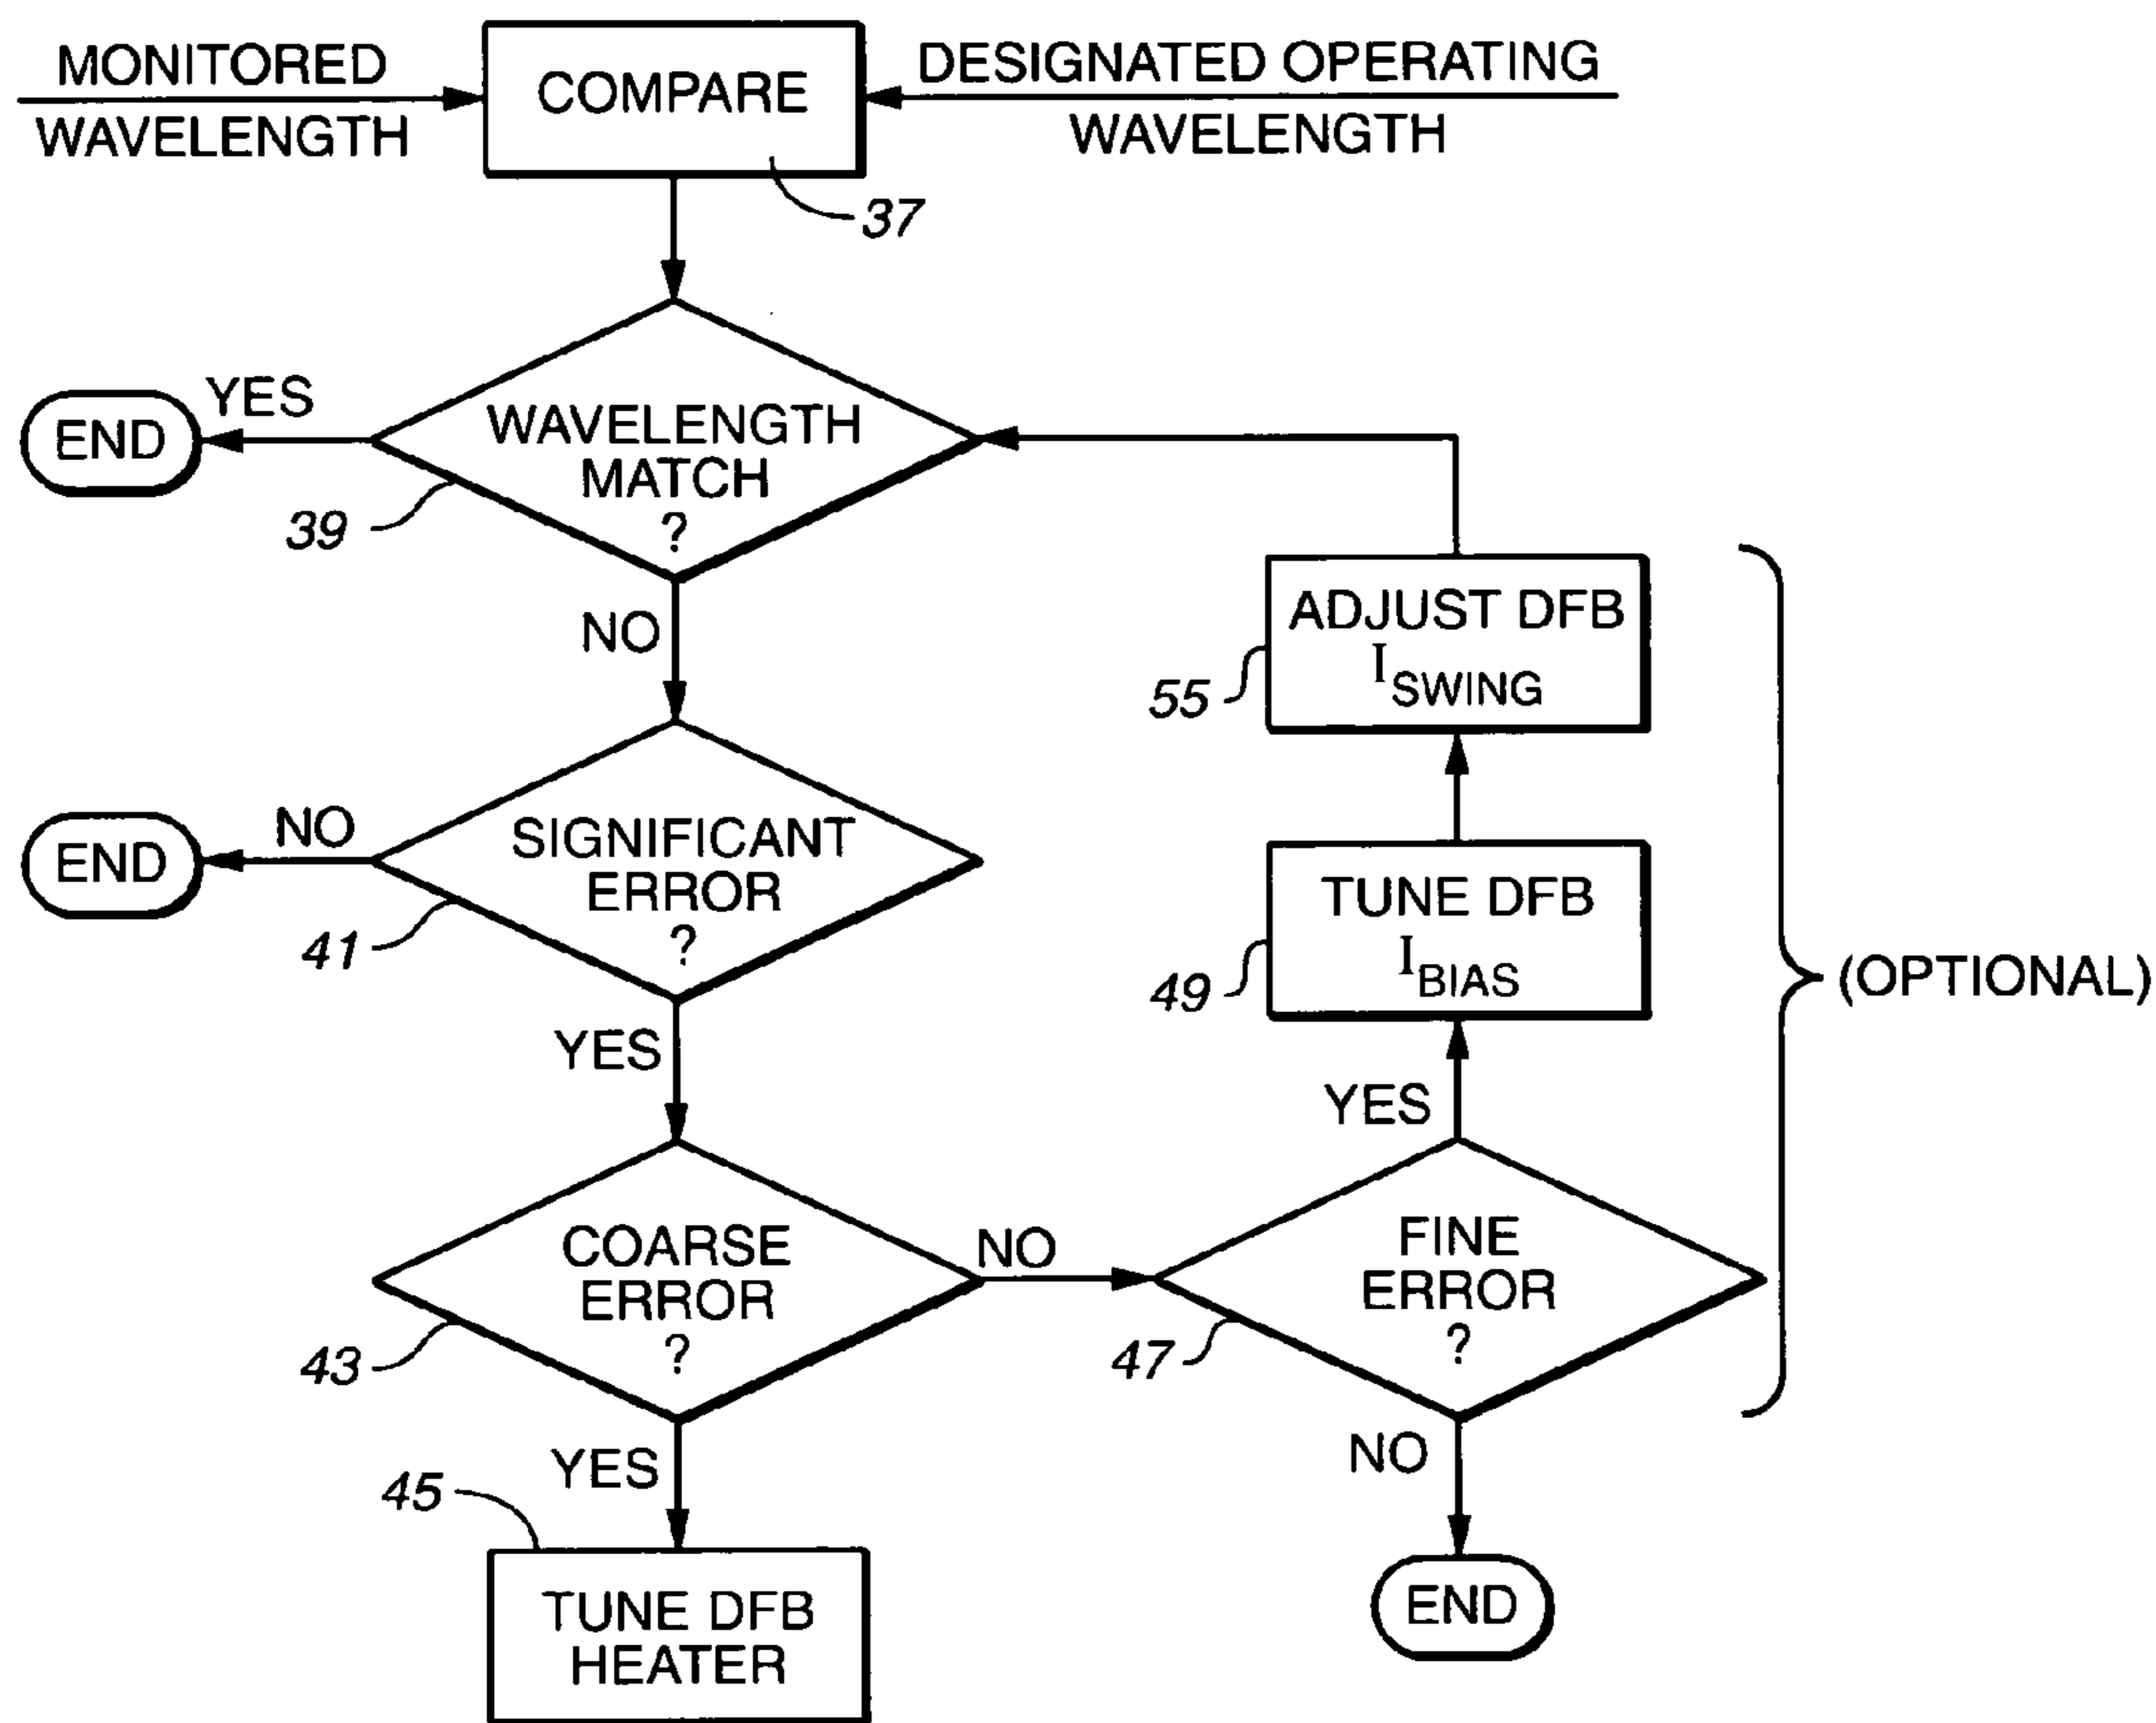 MONITORED
WAVELENGTH
COMPARE
DESIGNATED OPERATING
WAVELENGTH
37
YES
END
WAVELENGTH
MATCH
?
39
NO
ADJUST DFB
I SWING
55
NO
END
SIGNIFICANT
ERROR
?
41
TUNE DFB
I BIAS
49
(OPTIONAL)
YES
YES
COARSE
ERROR
?
43
NO
FINE
ERROR
?
47
YES
NO
45
TUNE DFB
HEATER
END